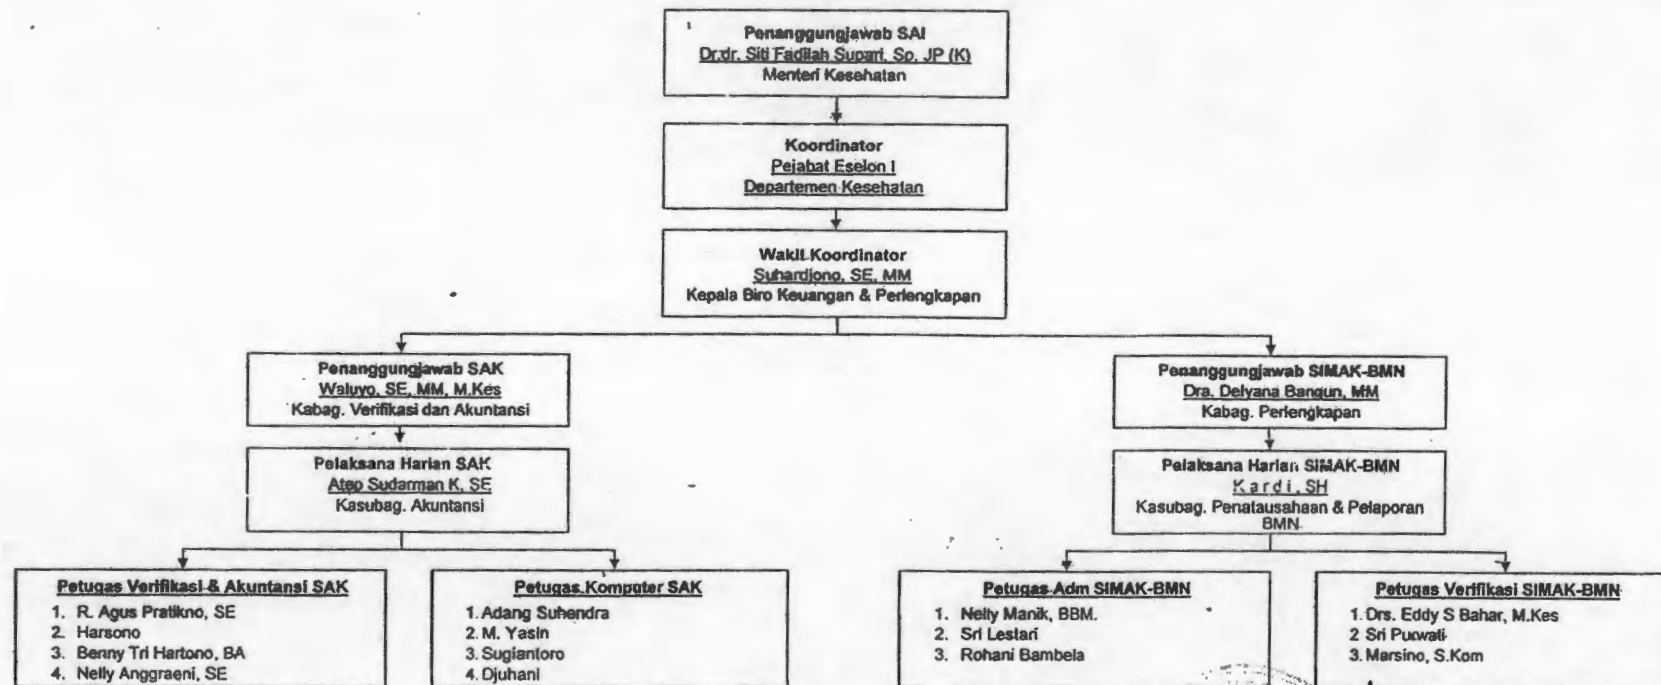 Penanggungjawab SAI
Dr.dr. Siti Fadilah Supari, Sp, JP (K)
Menteri Kesehatan
Koordinator
Pejabat Eselon I
Departemen Kesehatan
Wakil Koordinator
Suhardjono, SE, MM
Kepala Biro Keuangan & Perlengkapan
Penanggungjawab SAK
Waluyo, SE, MM, M.Kes
Kabag. Verifikasi dan Akuntansi
Penanggungjawab SIMAK-BMN
Dra. Delyana Bangun, MM
Kabag. Perlengkapan
Pelaksana Harian SAK
Atep Sudarman K, SE
Kasubag. Akuntansi
Pelaksana Harian SIMAK-BMN
K a r d i , SH
Kasubag. Penatausahaan & Pelaporan
BMN
Petugas Verifikasi & Akuntansi SAK
1. R. Agus Pratikno, SE
2. Harsono
3. Benny Tri Hartono, BA
4. Nelly Anggraeni, SE
Petugas Komputer SAK
1. Adang Suhendra
2. M. Yasin
3. Sugiantoro
4. Djuhani
Petugas Adm SIMAK-BMN
1. Nelly Manik, BBM.
2. Sri Lestari
3. Rohani Bambela
Petugas Verifikasi SIMAK-BMN
1. Drs. Eddy S Bahar, M.Kes
2 Sri Purwati
3. Marsino, S.Kom